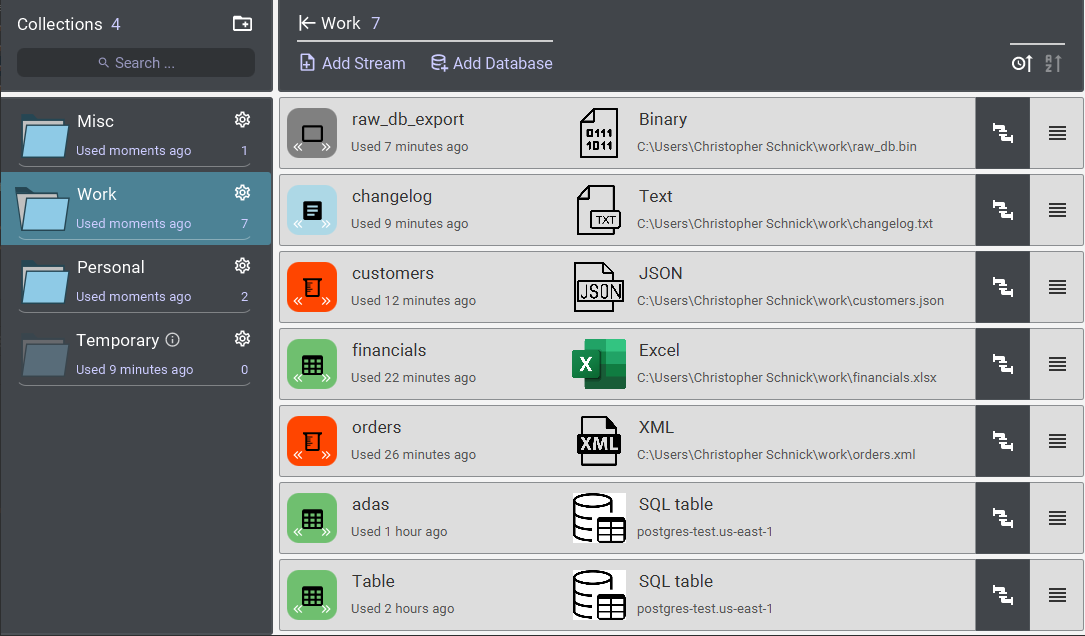 Collections 4
Search ...
Misc
Used moments ago 1
Work
Used moments ago 7
Personal
Used moments ago 2
Temporary
Used 9 minutes ago 0
Work 7
Add Stream Add Database
A
Z
raw_db_export
Used 7 minutes ago
0111
1011
Binary
C:\Users\Christopher Schnick\work\raw_db.bin
changelog
Used 9 minutes ago
TXT
Text
C:\Users\Christopher Schnick\work\changelog.txt
customers
Used 12 minutes ago
JSON
JSON
C:\Users\Christopher Schnick\work\customers.json
financials
Used 22 minutes ago
X
Excel
C:\Users\Christopher Schnick\work\financials.xlsx
orders
Used 26 minutes ago
XML
XML
C:\Users\Christopher Schnick\work\orders.xml
adas
Used 1 hour ago
SQL table
postgres-test.us-east-1
Table
Used 2 hours ago
SQL table
postgres-test.us-east-1